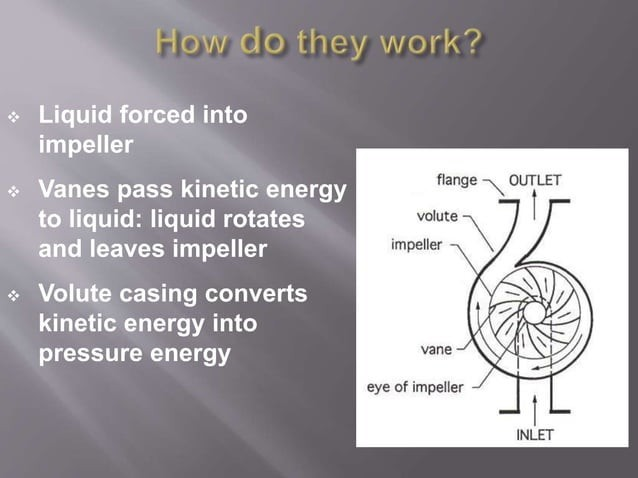 How do they work?
Liquid forced into
impeller
Vanes pass kinetic energy
to liquid: liquid rotates
and leaves impeller
Volute casing converts
kinetic energy into
pressure energy
flange
OUTLET
volute
impeller
vane
eye of impeller
INLET